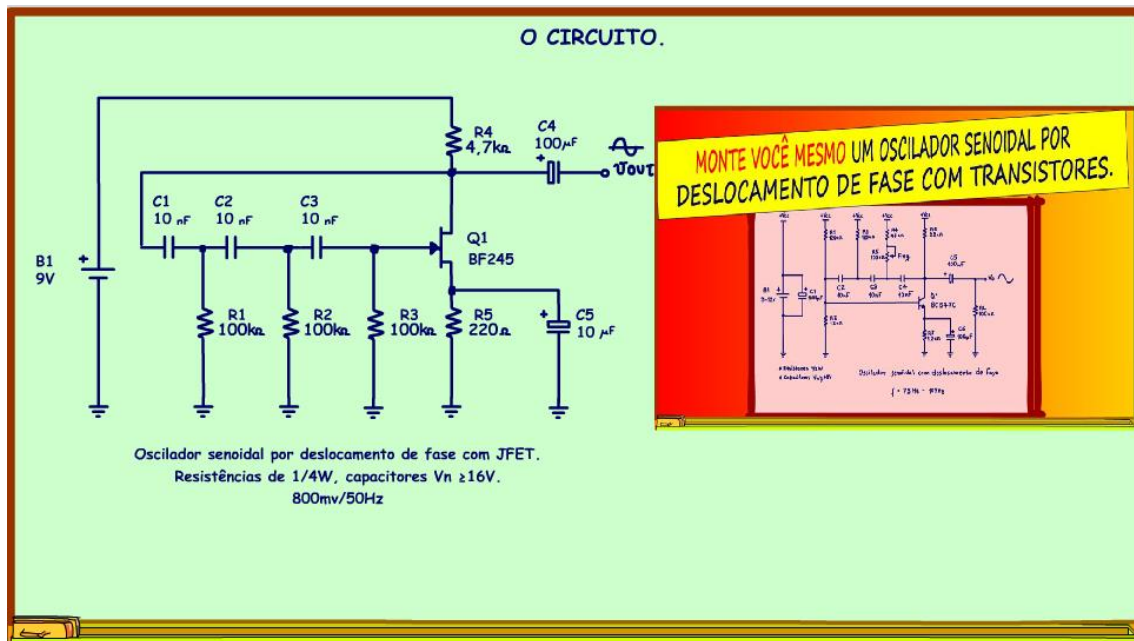 O CIRCUITO.
R4
4,7kΩ
C4
100µF
+
Vout
C1
10 nF
C2
10 nF
C3
10 nF
Q1
BF245
B1
9V
+
R1
100kΩ
R2
100kΩ
R3
100kΩ
R5
220Ω
+
C5
10 µF
Oscilador senoidal por deslocamento de fase com JFET.
Resistências de 1/4W, capacitores Vn ≥16V.
800mv/50Hz
MONTE VOCÊ MESMO UM OSCILADOR SENOIDAL POR
DESLOCAMENTO DE FASE COM TRANSISTORES.
Oscilador senoidal com deslocamento de fase